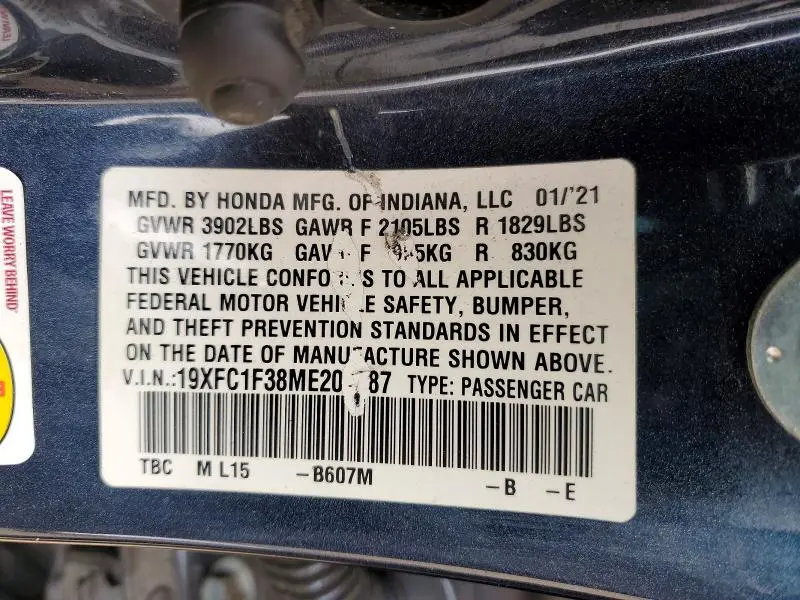 MFD. BY HONDA MFG. OF INDIANA, LLC 01/'21
GVWR 3902LBS GAWR F 2105LBS R 1829LBS
GVWR 1770KG F KG R 830KG
THIS VEHICLE TO ALL APPLICABLE
FEDERAL MOTOR SAFETY, BUMPER,
AND THEFT PREVENTION STANDARDS IN EFFECT
ON THE DATE OF MANUFACTURE SHOWN ABOVE.
V.I.N.: TYPE: PASSENGER CAR
TBC M L15 -B607M -B -E
LEAVE WORRY BEHIND